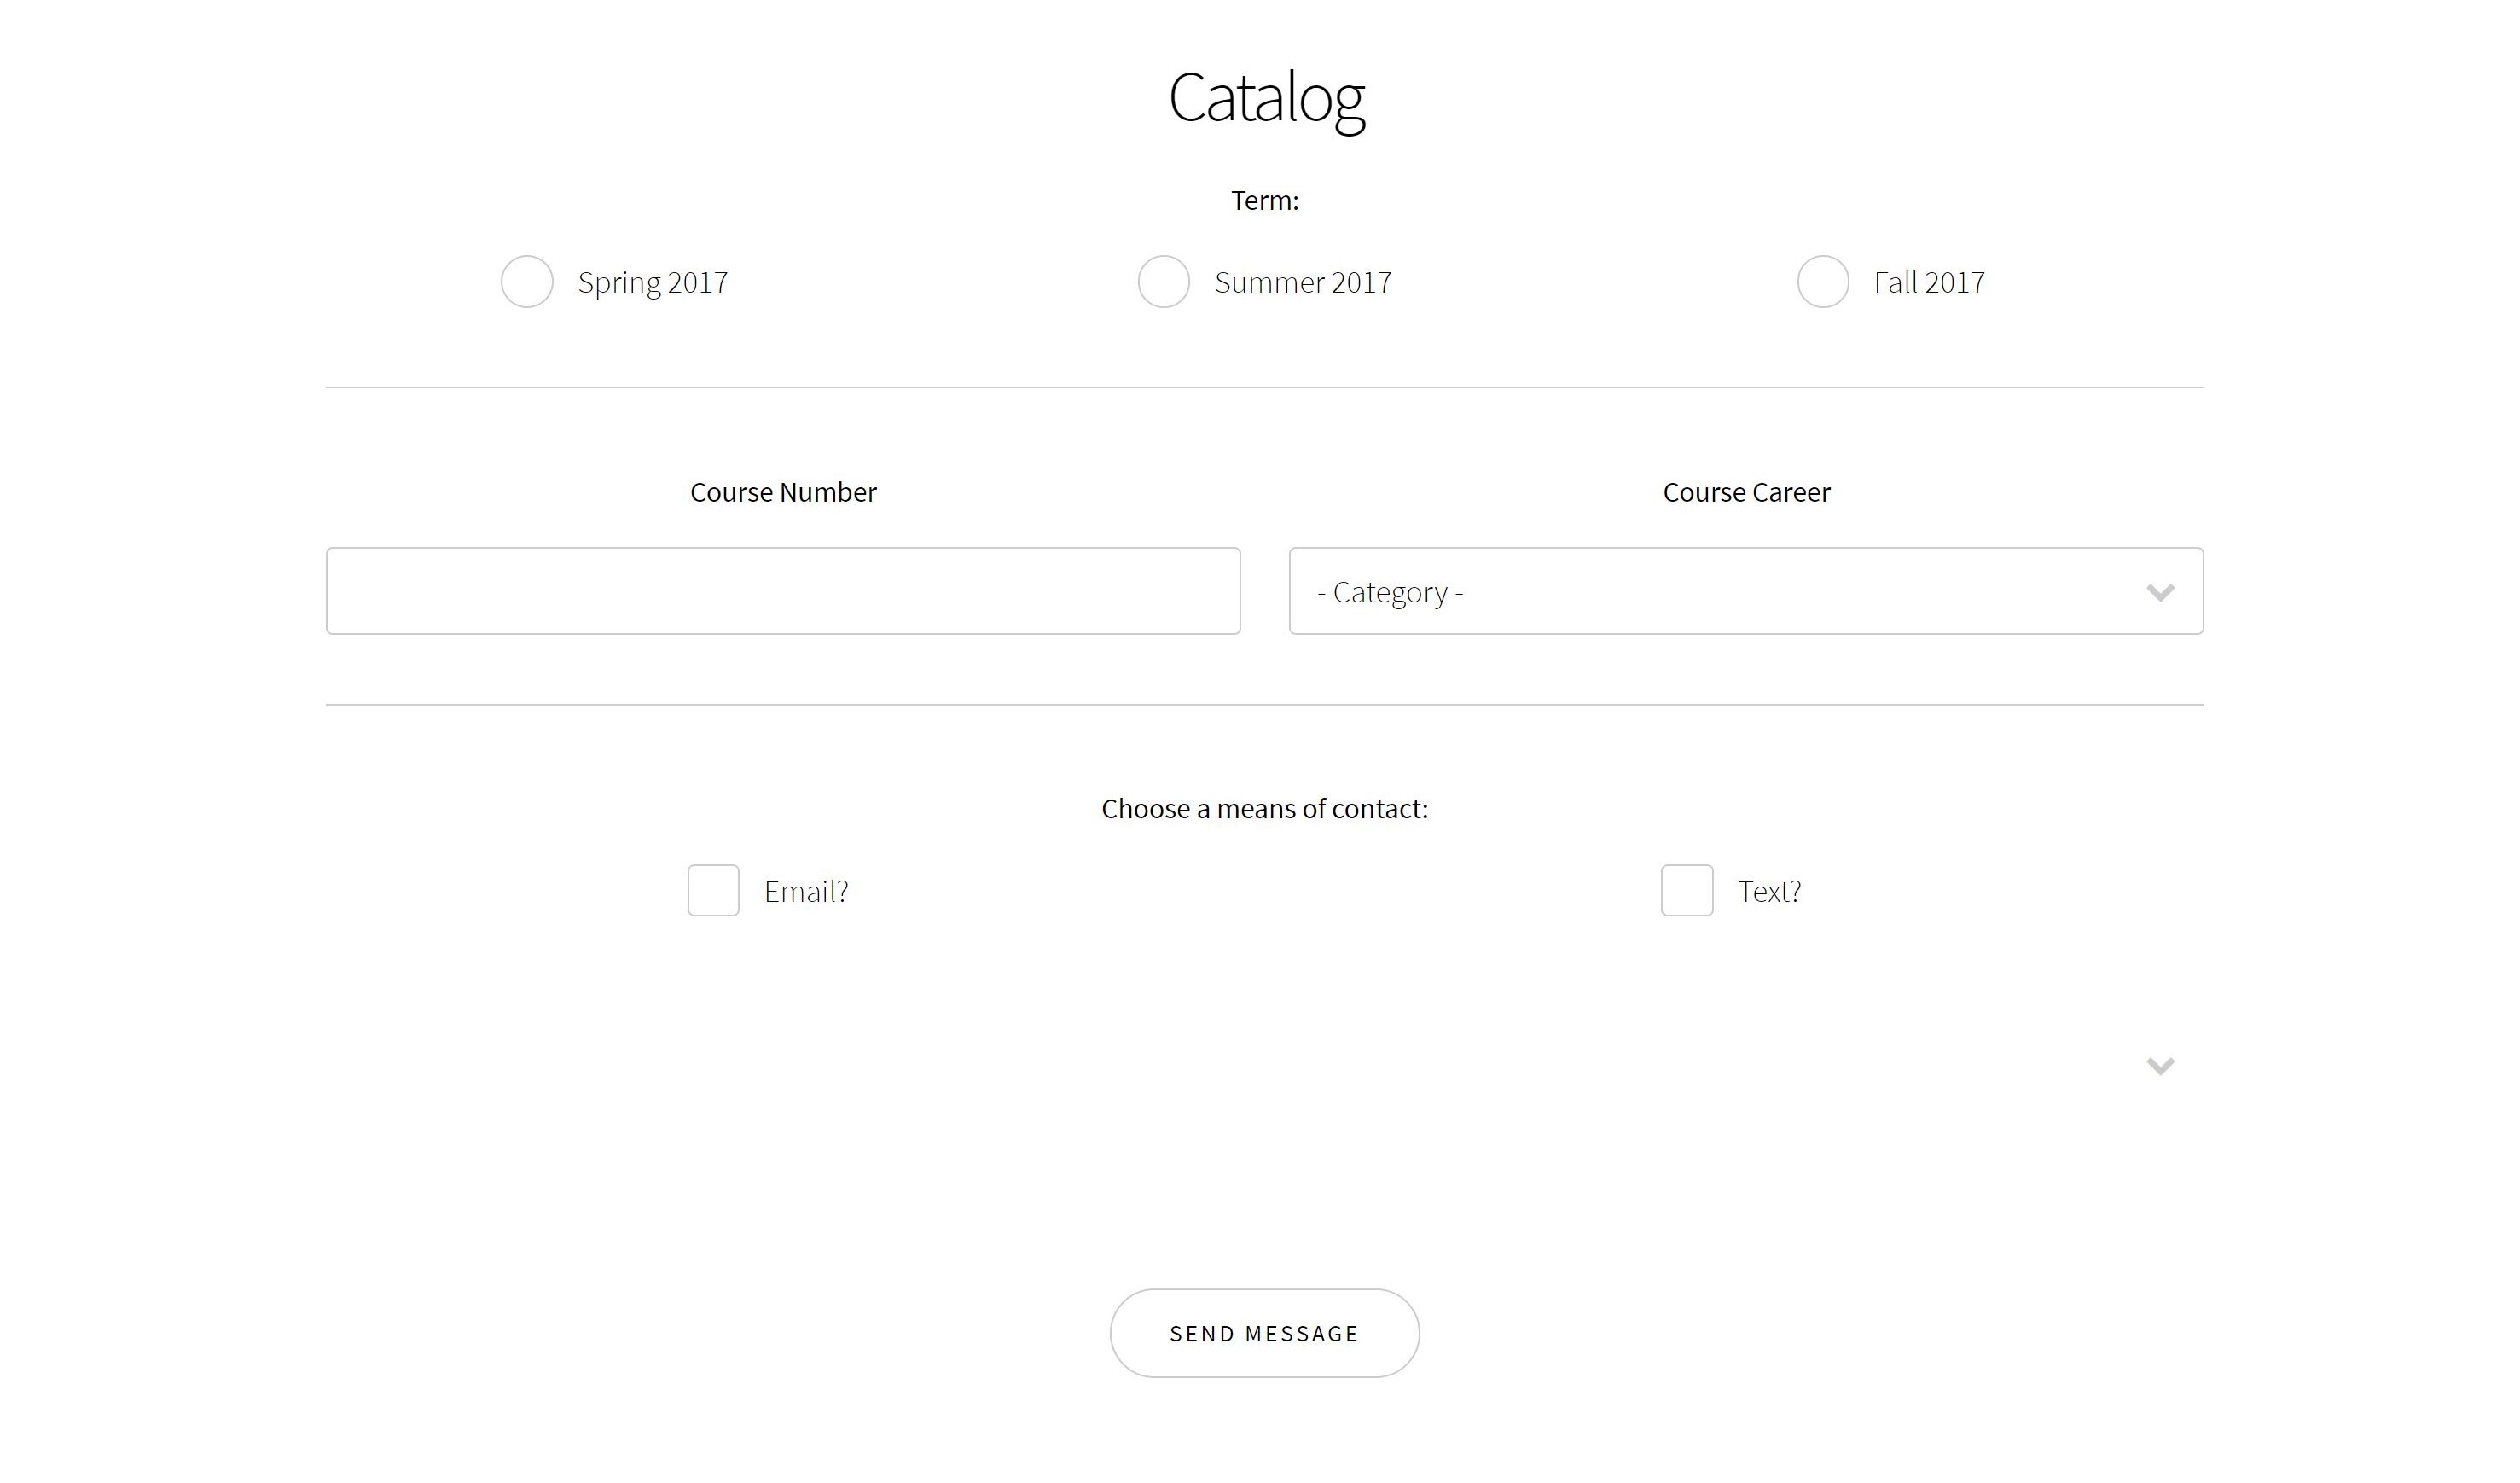 Catalog
Term:
Spring 2017 Summer 2017 Fall 2017
Course Number Course Career
- Category -
Choose a means of contact:
Email? Text?
SEND MESSAGE